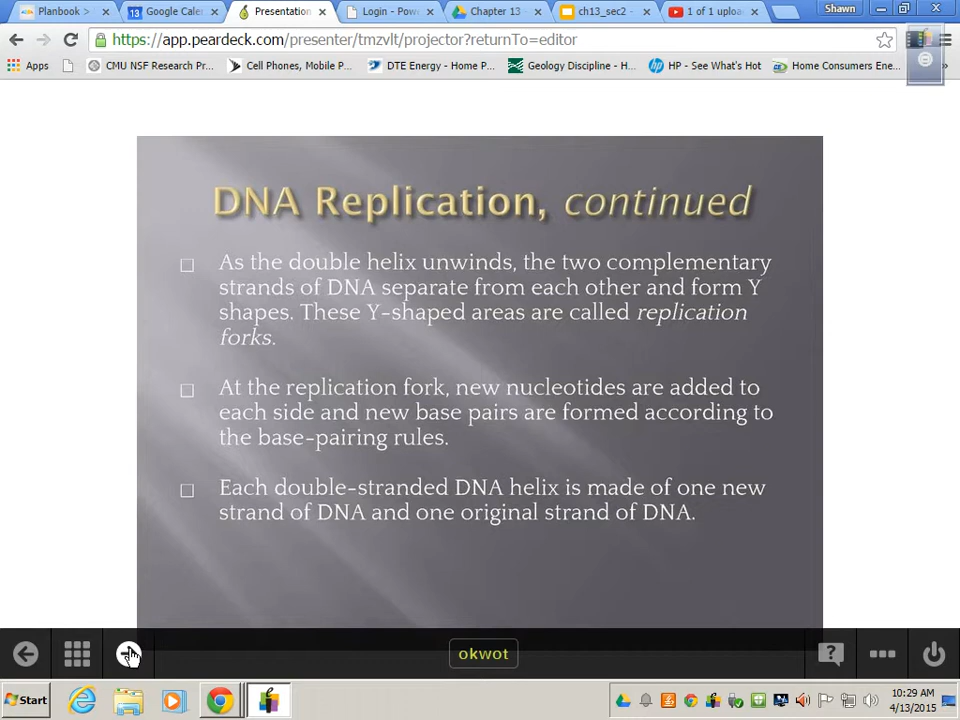 Planbook >
Google Cale
Presentation
Login - Pow
Chapter 13 -
ch13_sec2 -
1 of 1 uploa
Shawn
https://app.peardeck.com/presenter/tmzvlt/projector?returnTo=editor
Apps
CMU NSF Research Pr...
Cell Phones, Mobile P...
DTE Energy - Home P...
Geology Discipline - H...
HP - See What's Hot
Home Consumers Ene...
DNA Replication, continued
As the double helix unwinds, the two complementary
strands of DNA separate from each other and form Y
shapes. These Y-shaped areas are called replication
forks.
At the replication fork, new nucleotides are added to
each side and new base pairs are formed according to
the base-pairing rules.
Each double-stranded DNA helix is made of one new
strand of DNA and one original strand of DNA.
okwot
Start
10:29 AM
4/13/2015